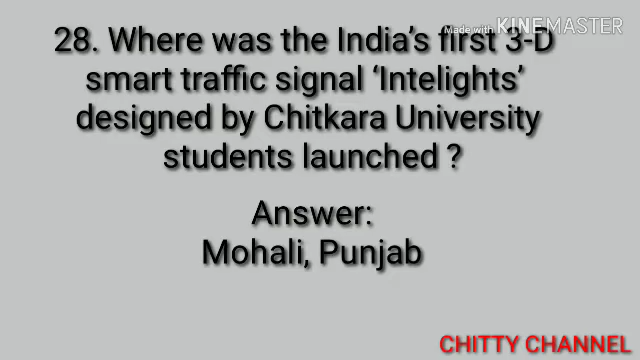 Made with KINEMASTER
28. Where was the India's first 3-D
smart traffic signal ‘Intelights’
designed by Chitkara University
students launched ?
Answer:
Mohali, Punjab
CHITTY CHANNEL